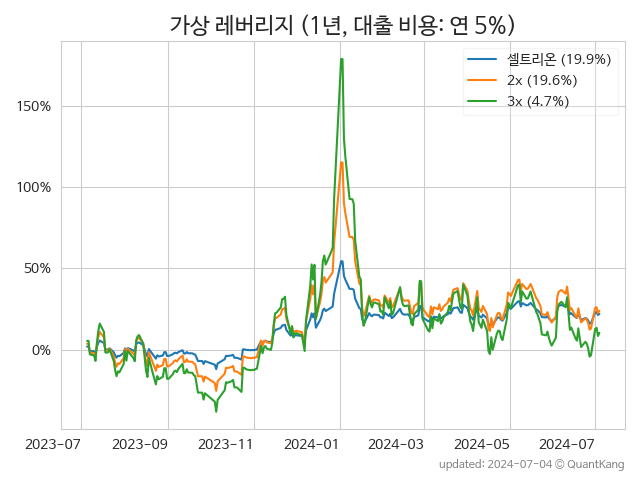 가상 레버리지 (1년, 대출 비용: 연 5%)
셀트리온 (19.9%)
2x (19.6%)
3x (4.7%)
150%
100%
50%
0%
2023-07 2023-09 2023-11 2024-01 2024-03 2024-05 2024-07
updated: 2024-07-04 © QuantKang